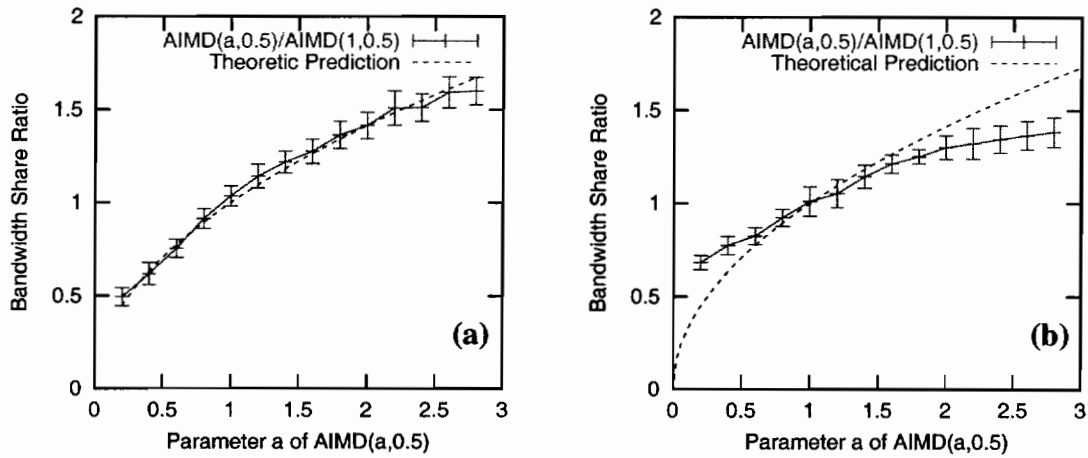 2
AIMD(a,0.5)/AIMD(1,0.5)
Theoretic Prediction
1.5
1
0.5
0
Bandwidth Share Ratio
(a)
0 0.5 1 1.5 2 2.5 3
Parameter a of AIMD(a,0.5)
2
AIMD(a,0.5)/AIMD(1,0.5)
Theoretical Prediction
1.5
1
0.5
0
Bandwidth Share Ratio
(b)
0 0.5 1 1.5 2 2.5 3
Parameter a of AIMD(a,0.5)